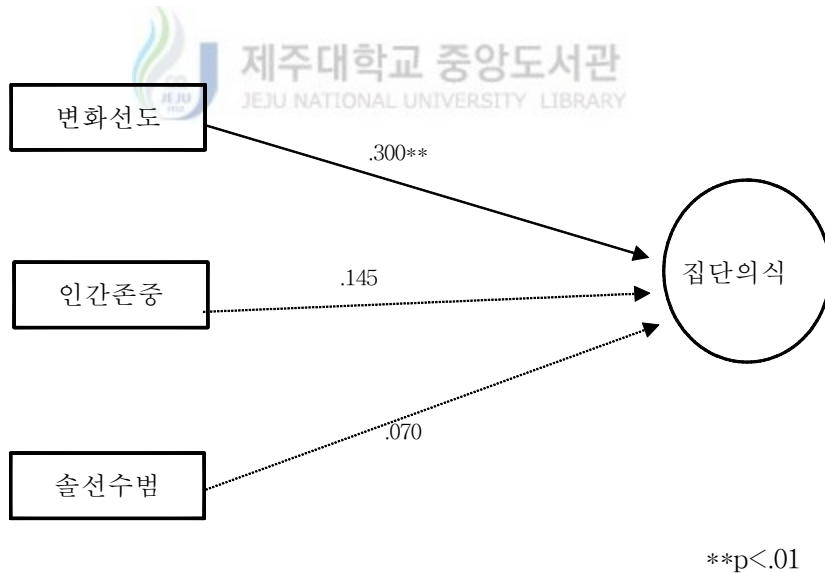 제주대학교 중앙도서관
JEJU NATIONAL UNIVERSITY LIBRARY
JEJU
변화선도
.300**
인간존중
.145
집단의식
.070
솔선수범
**p<.01